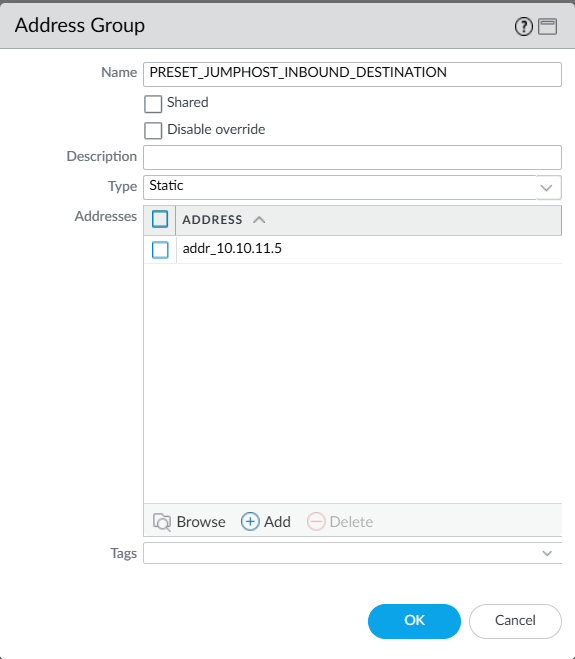 Address Group
Name PRESET_JUMPHOST_INBOUND_DESTINATION
Shared
Disable override
Description
Type Static
Addresses ADDRESS
addr_10.10.11.5
Browse Add Delete
Tags
OK Cancel